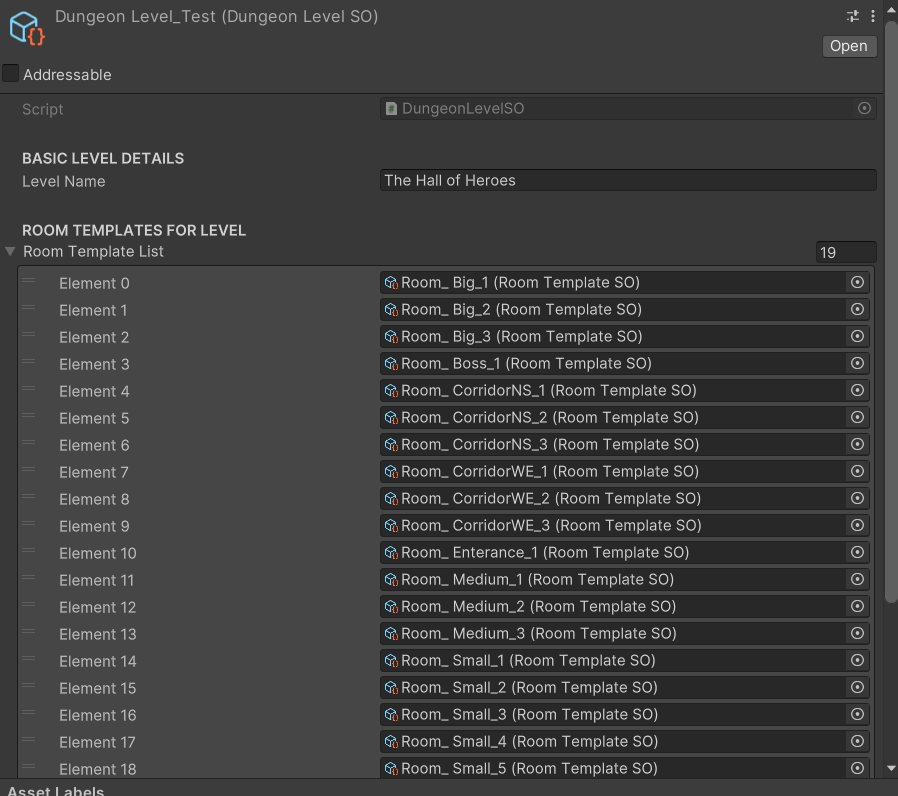 Dungeon Level_Test (Dungeon Level SO)
Open
Addressable
Script DungeonLevelSO
BASIC LEVEL DETAILS
Level Name The Hall of Heroes
ROOM TEMPLATES FOR LEVEL
Room Template List 19
Element 0 Room_ Big_1 (Room Template SO)
Element 1 Room_ Big_2 (Room Template SO)
Element 2 Room_ Big_3 (Room Template SO)
Element 3 Room_ Boss_1 (Room Template SO)
Element 4 Room_ CorridorNS_1 (Room Template SO)
Element 5 Room_ CorridorNS_2 (Room Template SO)
Element 6 Room_ CorridorNS_3 (Room Template SO)
Element 7 Room_ CorridorWE_1 (Room Template SO)
Element 8 Room_ CorridorWE_2 (Room Template SO)
Element 9 Room_ CorridorWE_3 (Room Template SO)
Element 10 Room_ Enterance_1 (Room Template SO)
Element 11 Room_ Medium_1 (Room Template SO)
Element 12 Room_ Medium_2 (Room Template SO)
Element 13 Room_ Medium_3 (Room Template SO)
Element 14 Room_ Small_1 (Room Template SO)
Element 15 Room_ Small_2 (Room Template SO)
Element 16 Room_ Small_3 (Room Template SO)
Element 17 Room_ Small_4 (Room Template SO)
Element 18 Room_ Small_5 (Room Template SO)
Asset Labels